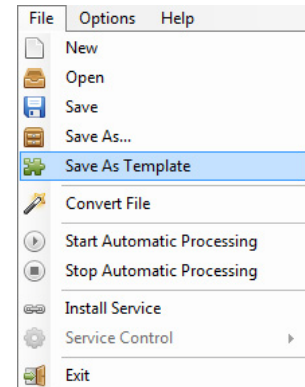 File Options Help
New
Open
Save
Save As...
Save As Template
Convert File
Start Automatic Processing
Stop Automatic Processing
Install Service
Service Control
Exit